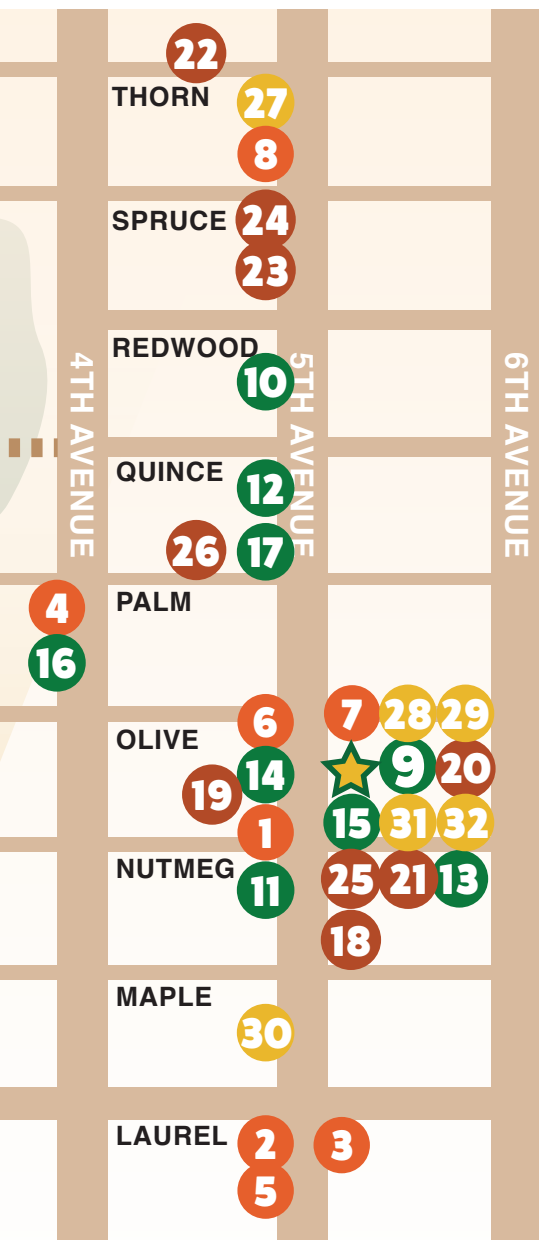 22
THORN 27
8
SPRUCE 24
23
REDWOOD
10
4TH AVENUE
5TH AVENUE
6TH AVENUE
QUINCE 12
26 17
4 PALM
16
6 7 28 29
OLIVE
14 9 20
19
1 15 31 32
NUTMEG
11 25 21 13
18
MAPLE
30
LAUREL 2 3
5